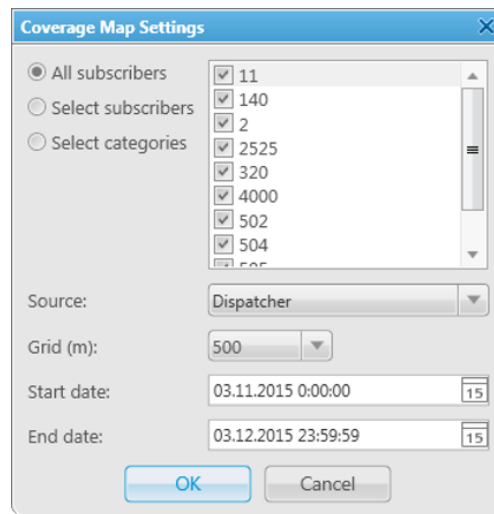 Coverage Map Settings
All subscribers
Select subscribers
Select categories
11
140
2
2525
320
4000
502
504
Source:
Dispatcher
Grid (m):
500
Start date:
03.11.2015 0:00:00
15
End date:
03.12.2015 23:59:59
15
OK
Cancel